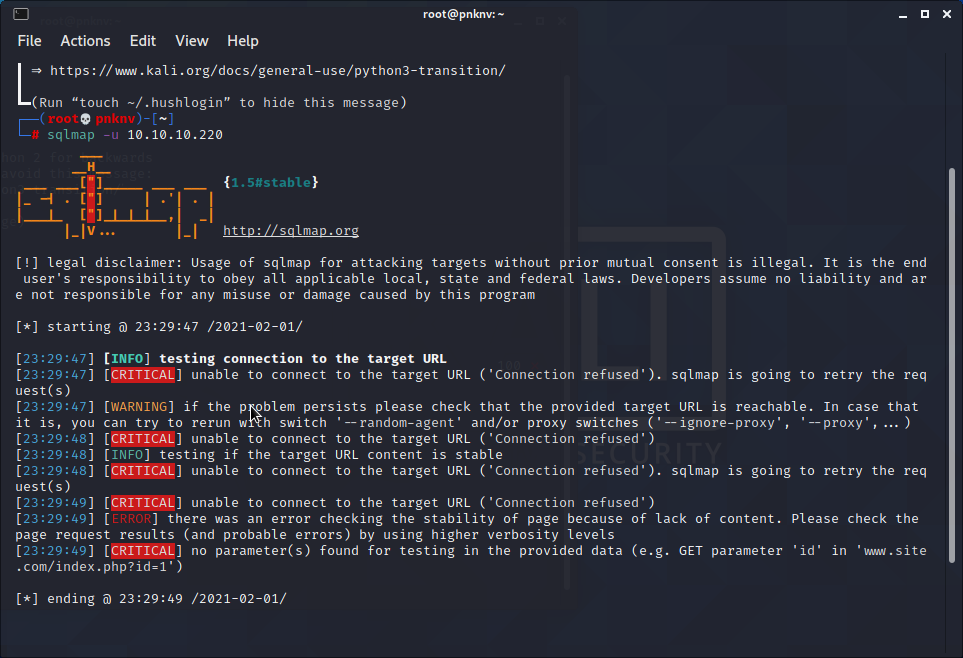 root@pnknv: ~
File Actions Edit View Help
⇒ https://www.kali.org/docs/general-use/python3-transition/
(Run “touch ~/.hushlogin” to hide this message)
(root💀pnknv)-[~]
# sqlmap -u 10.10.10.220
{1.5#stable}
http://sqlmap.org
[!] legal disclaimer: Usage of sqlmap for attacking targets without prior mutual consent is illegal. It is the end
user's responsibility to obey all applicable local, state and federal laws. Developers assume no liability and ar
e not responsible for any misuse or damage caused by this program
[*] starting @ 23:29:47 /2021-02-01/
[23:29:47] [INFO] testing connection to the target URL
[23:29:47] [CRITICAL] unable to connect to the target URL ('Connection refused'). sqlmap is going to retry the req
uest(s)
[23:29:47] [WARNING] if the problem persists please check that the provided target URL is reachable. In case that
it is, you can try to rerun with switch '--random-agent' and/or proxy switches ('--ignore-proxy', '--proxy',...)
[23:29:48] [CRITICAL] unable to connect to the target URL ('Connection refused')
[23:29:48] [INFO] testing if the target URL content is stable
[23:29:48] [CRITICAL] unable to connect to the target URL ('Connection refused'). sqlmap is going to retry the req
uest(s)
[23:29:49] [CRITICAL] unable to connect to the target URL ('Connection refused')
[23:29:49] [ERROR] there was an error checking the stability of page because of lack of content. Please check the
page request results (and probable errors) by using higher verbosity levels
[23:29:49] [CRITICAL] no parameter(s) found for testing in the provided data (e.g. GET parameter 'id' in 'www.site
.com/index.php?id=1')
[*] ending @ 23:29:49 /2021-02-01/